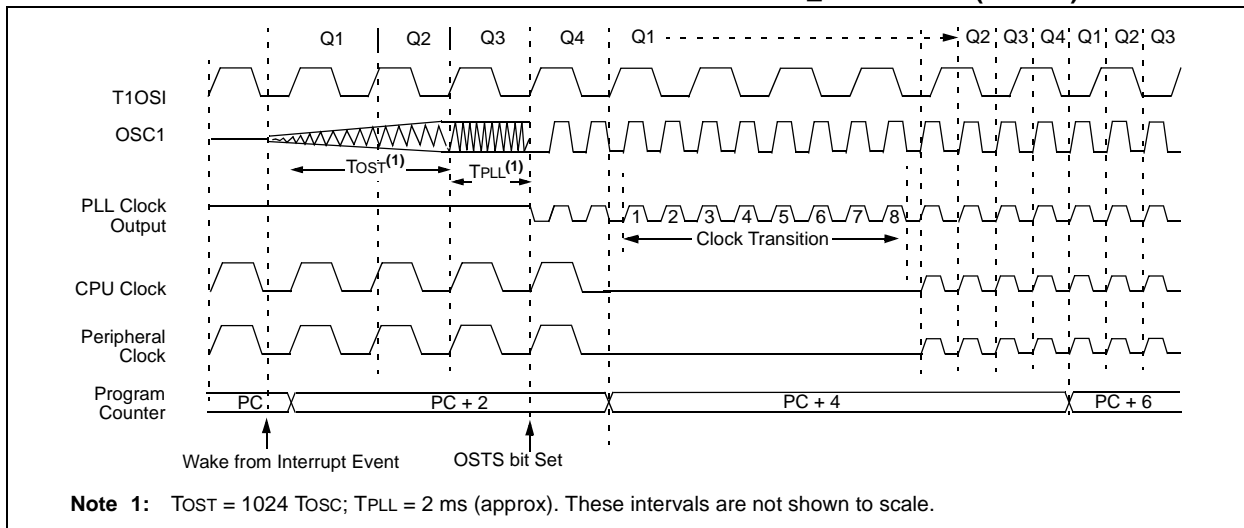 Q1 Q2 Q3 Q4 Q1 Q2 Q3 Q4 Q1 Q2 Q3
T1OSI
OSC1
TOST(1)
TPLL(1)
PLL Clock
Output
1 2 3 4 5 6 7 8
Clock Transition
CPU Clock
Peripheral
Clock
Program
Counter
PC PC + 2 PC + 4 PC + 6
Wake from Interrupt Event
OSTS bit Set
Note 1: TOST = 1024 TOSC; TPLL = 2 ms (approx). These intervals are not shown to scale.